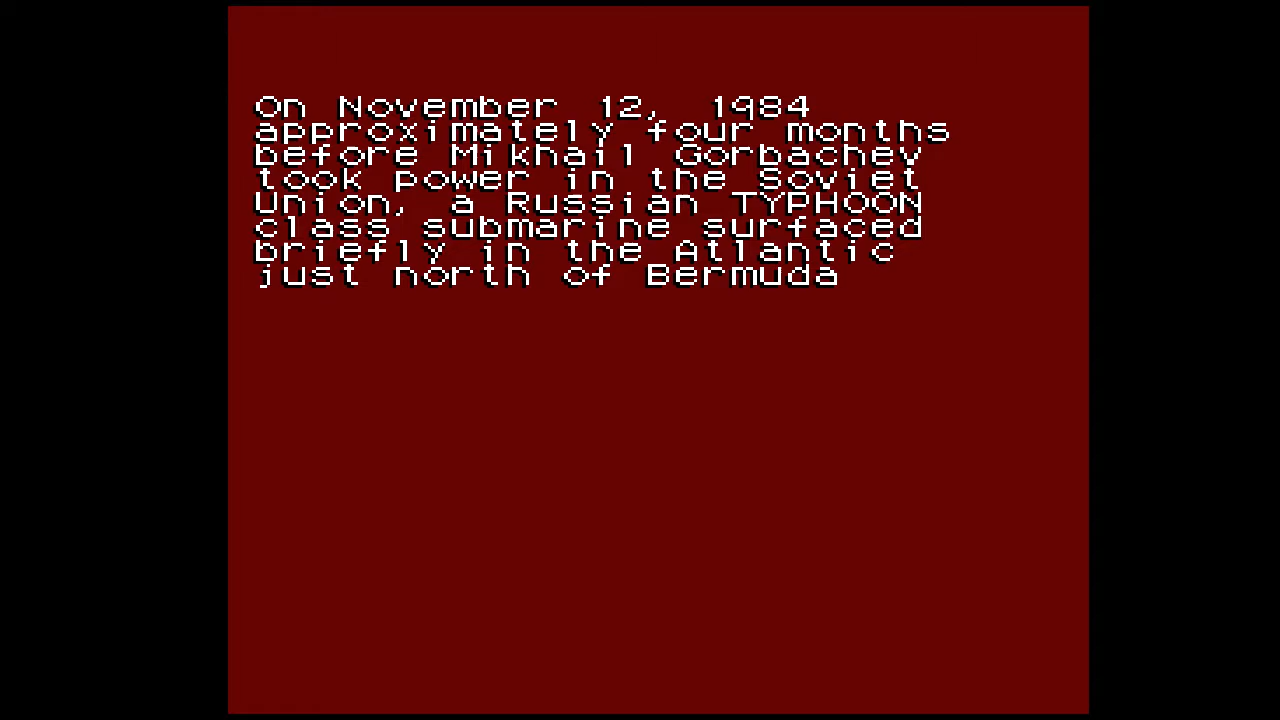 On November 12, 1984
approximately four months
before Mikhail Gorbachev
took power in the Soviet
Union, a Russian TYPHOON
class submarine surfaced
briefly in the Atlantic
just north of Bermuda